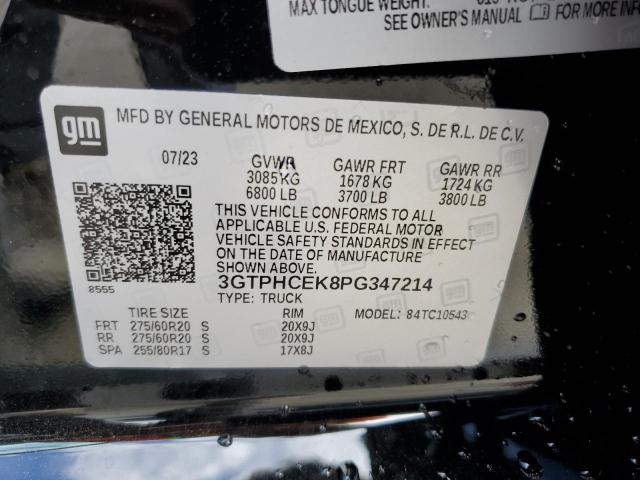 MAX TONGUE WEIGHT:
SEE OWNER'S MANUAL FOR MORE INFO
gm
MFD BY GENERAL MOTORS DE MEXICO, S. DE R.L. DE C.V.
07/23 GVWR GAWR FRT GAWR RR
3085 KG 1678 KG 1724 KG
6800 LB 3700 LB 3800 LB
THIS VEHICLE CONFORMS TO ALL
APPLICABLE U.S. FEDERAL MOTOR
VEHICLE SAFETY STANDARDS IN EFFECT
ON THE DATE OF MANUFACTURE
SHOWN ABOVE.
8555
3GTPHCEK8PG347214
TYPE: TRUCK MODEL: 84TC10543
TIRE SIZE RIM
FRT 275/60R20 S 20X9J
RR 275/60R20 S 20X9J
SPA 255/80R17 S 17X8J